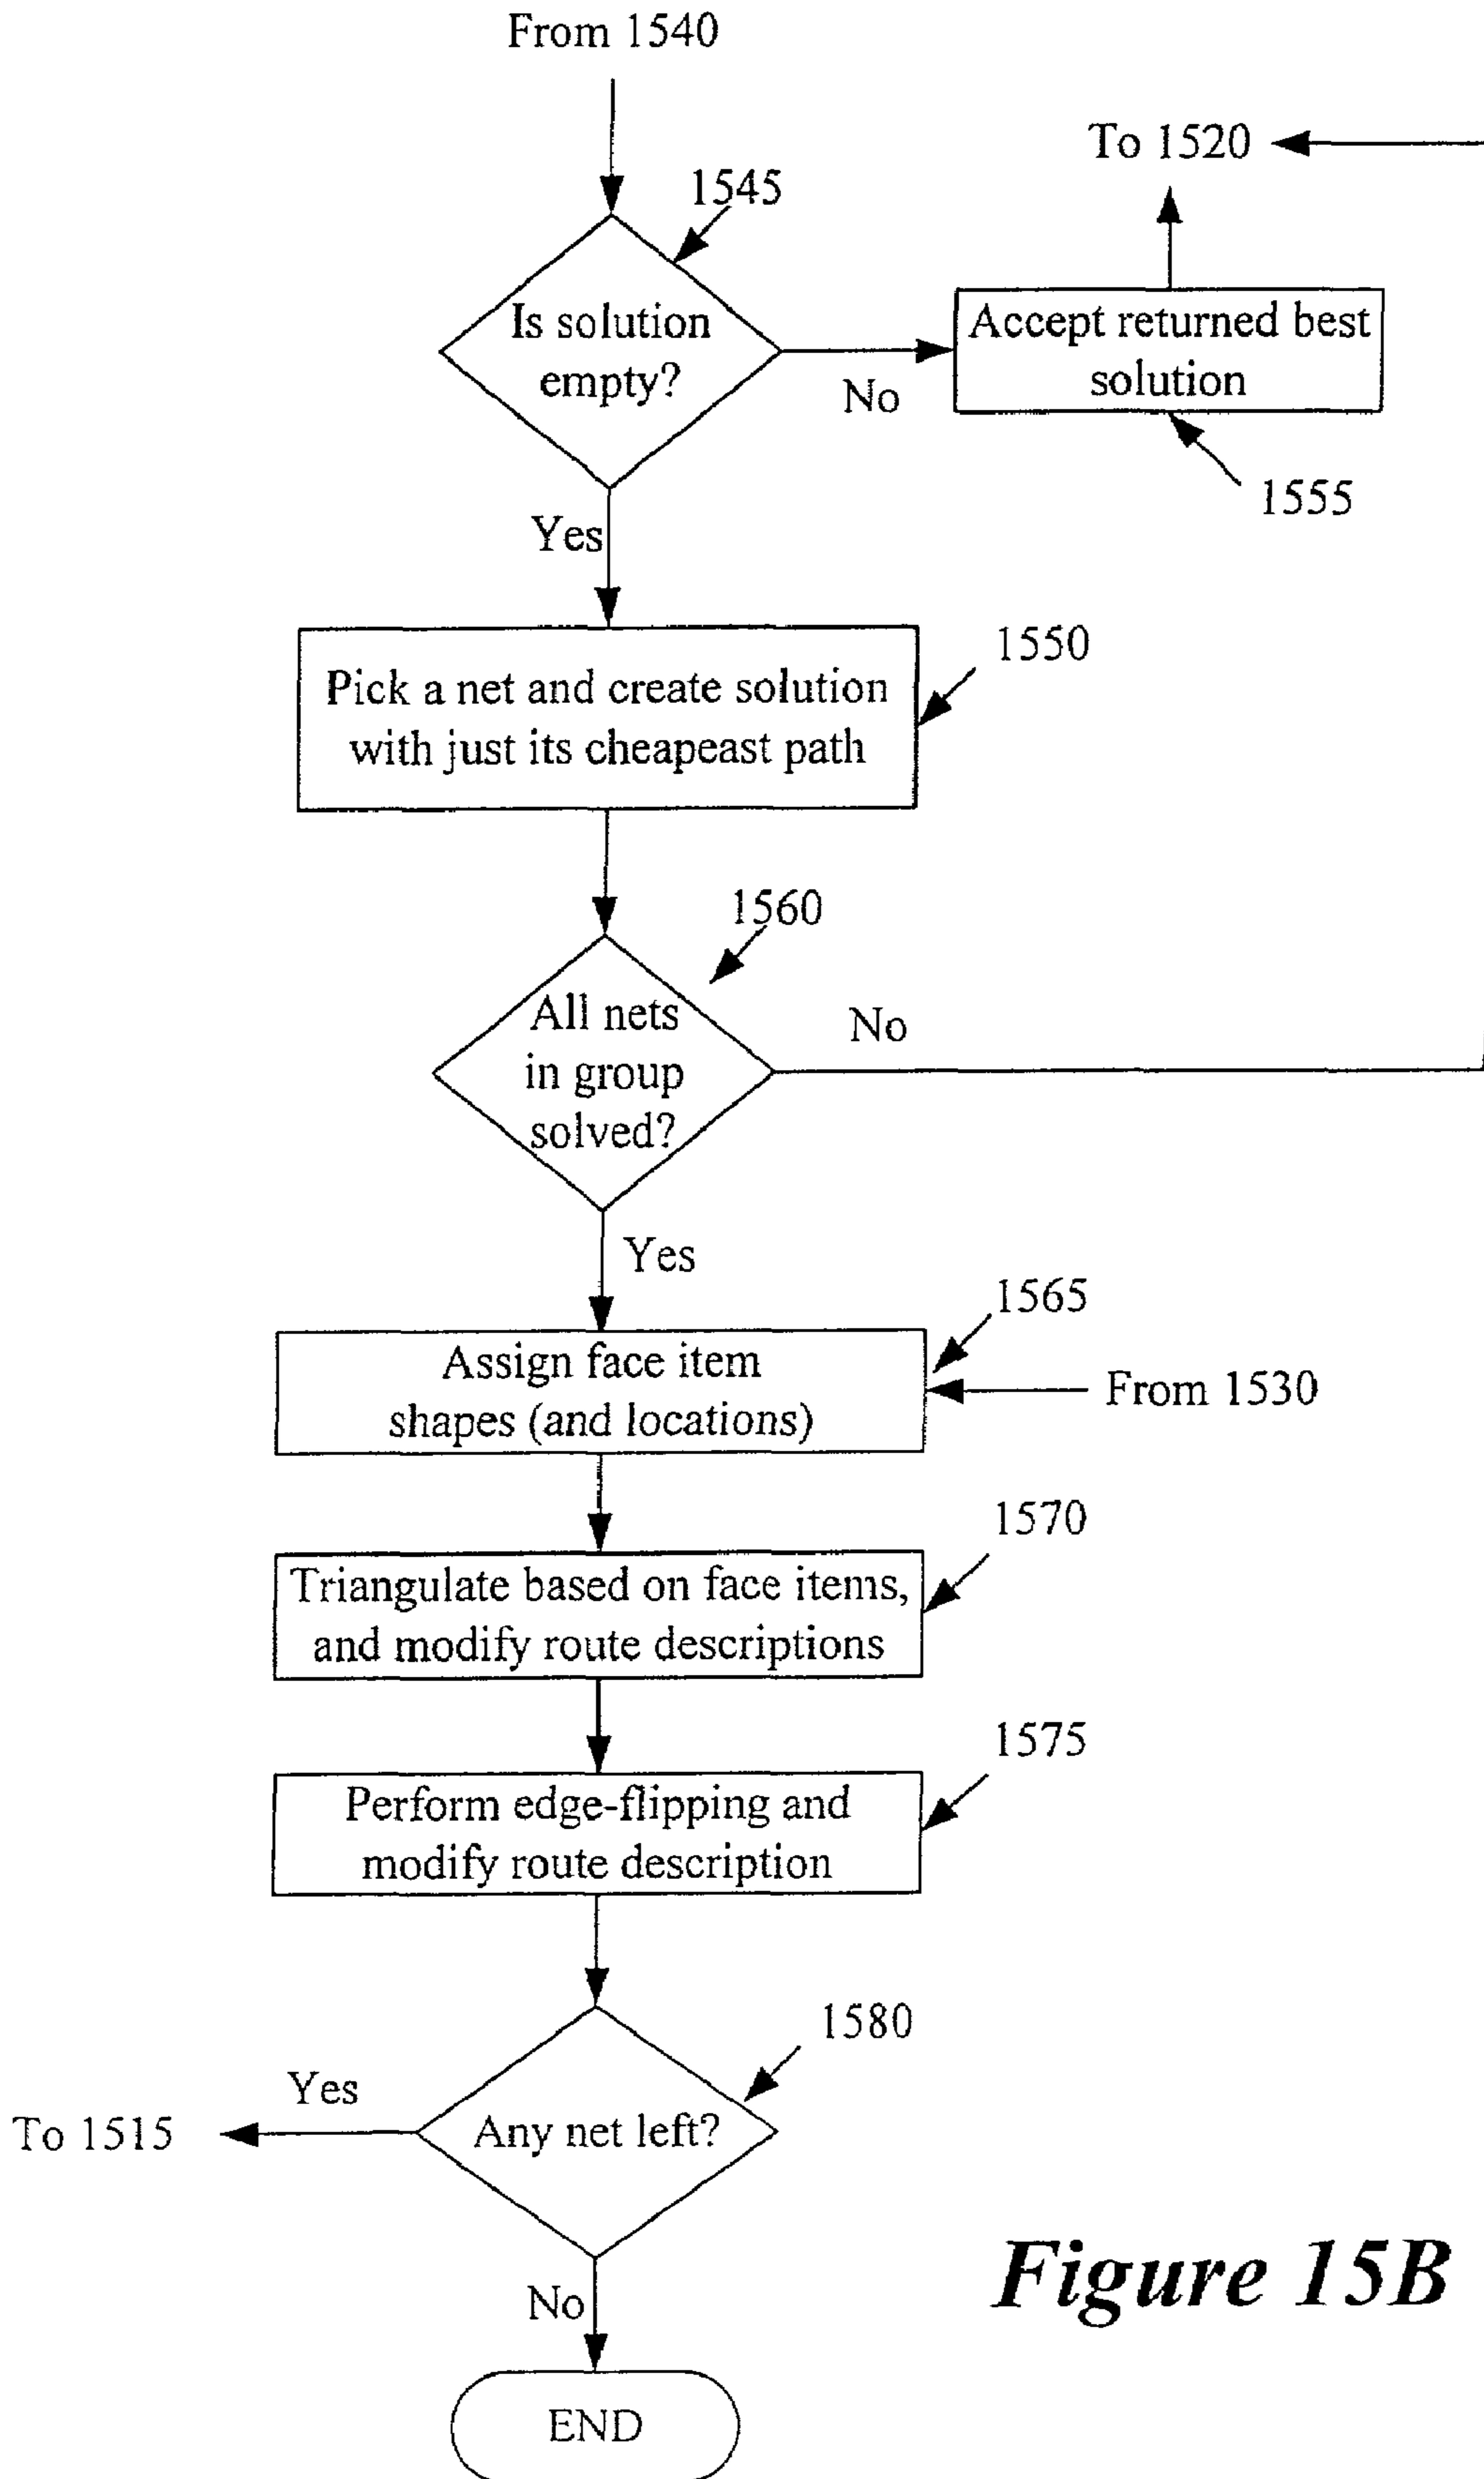 From 1540
To 1520
1545
Is solution
empty?
No
Accept returned best
solution
1555
Yes
1550
Pick a net and create solution
with just its cheapeast path
1560
All nets
in group
solved?
No
Yes
1565
Assign face item
shapes (and locations)
From 1530
1570
Triangulate based on face items,
and modify route descriptions
1575
Perform edge-flipping and
modify route description
1580
Yes
Any net left?
To 1515
No
END
Figure 15B